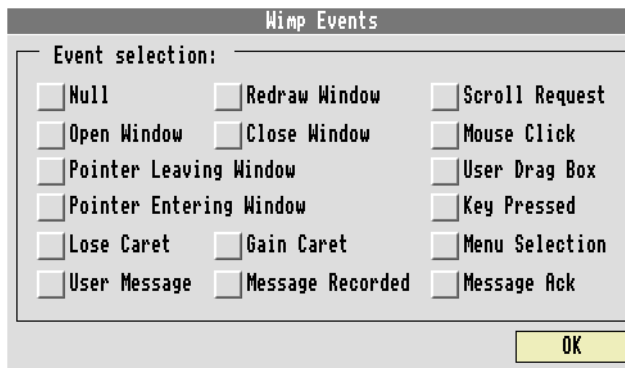 Wimp Events
Event selection:
Null Redraw Window Scroll Request
Open Window Close Window Mouse Click
Pointer Leaving Window User Drag Box
Pointer Entering Window Key Pressed
Lose Caret Gain Caret Menu Selection
User Message Message Recorded Message Ack
OK